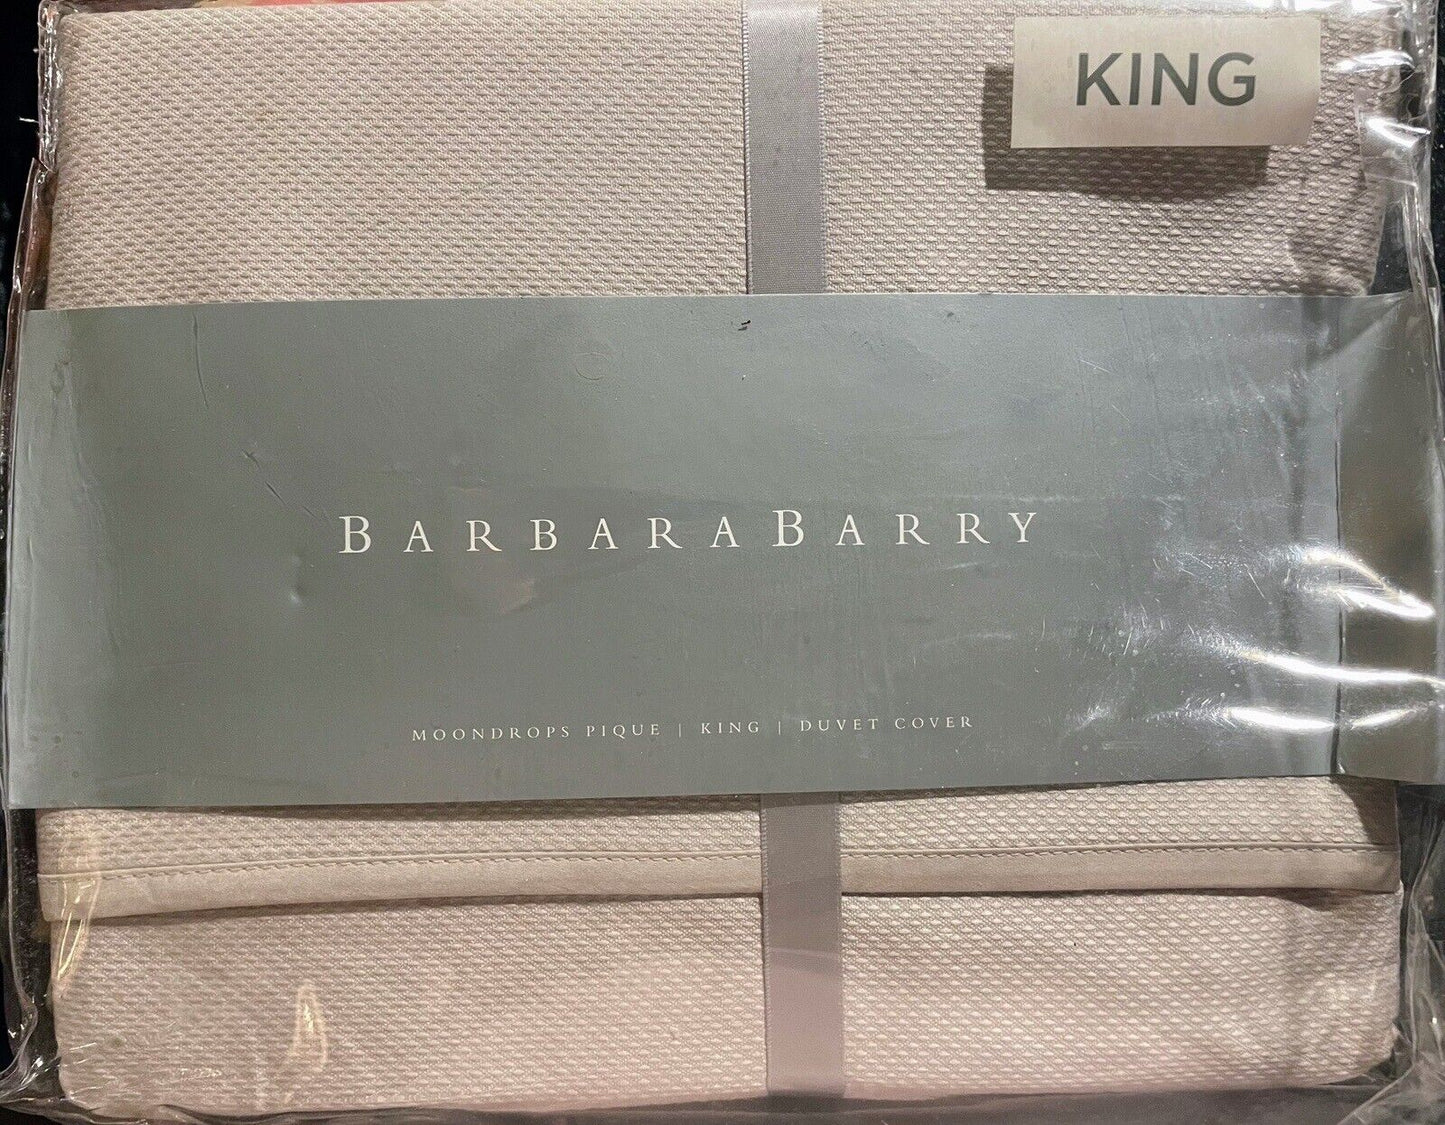 KING
BARBARABARRY
MOONDROPS PIQUE | KING | DUVET COVER